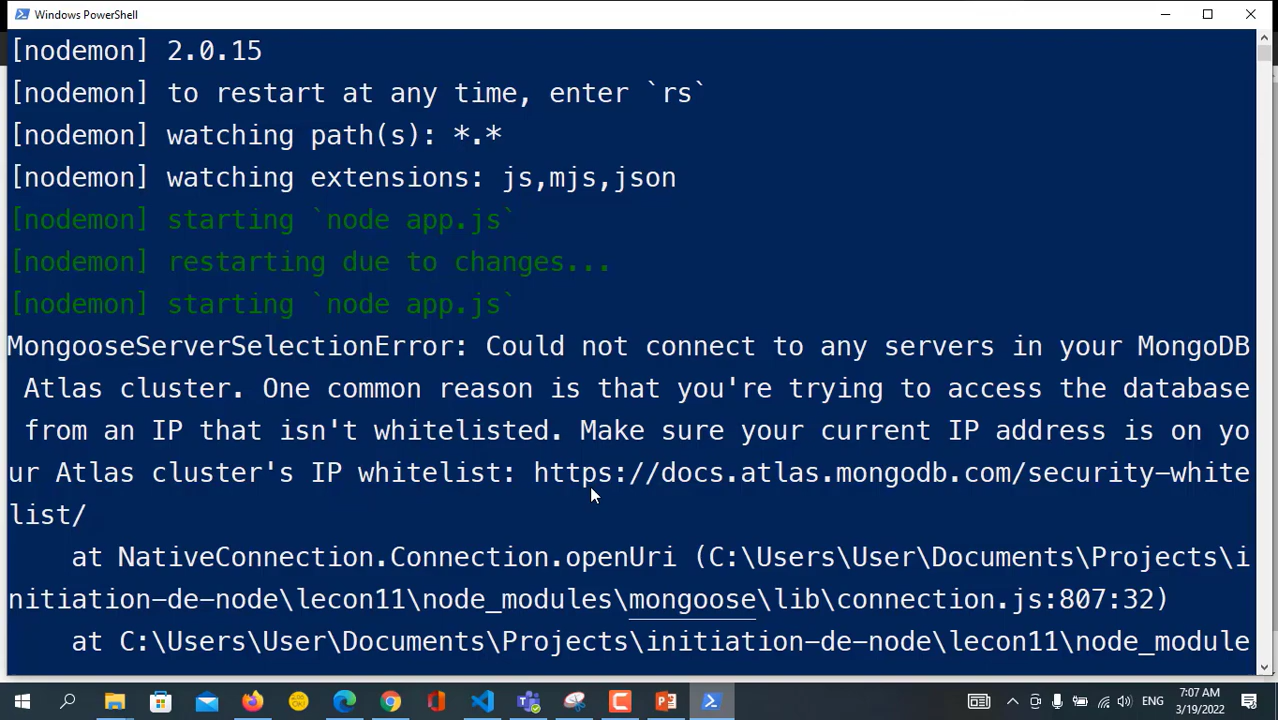 Windows PowerShell
[nodemon] 2.0.15
[nodemon] to restart at any time, enter `rs`
[nodemon] watching path(s): *.*
[nodemon] watching extensions: js,mjs,json
[nodemon] starting `node app.js`
[nodemon] restarting due to changes...
[nodemon] starting `node app.js`
MongooseServerSelectionError: Could not connect to any servers in your MongoDB
 Atlas cluster. One common reason is that you're trying to access the database
 from an IP that isn't whitelisted. Make sure your current IP address is on yo
ur Atlas cluster's IP whitelist: https://docs.atlas.mongodb.com/security-white
list/
    at NativeConnection.Connection.openUri (C:\Users\User\Documents\Projects\i
nitiation-de-node\lecon11\node_modules\mongoose\lib\connection.js:807:32)
    at C:\Users\User\Documents\Projects\initiation-de-node\lecon11\node_module
ENG
7:07 AM
3/19/2022